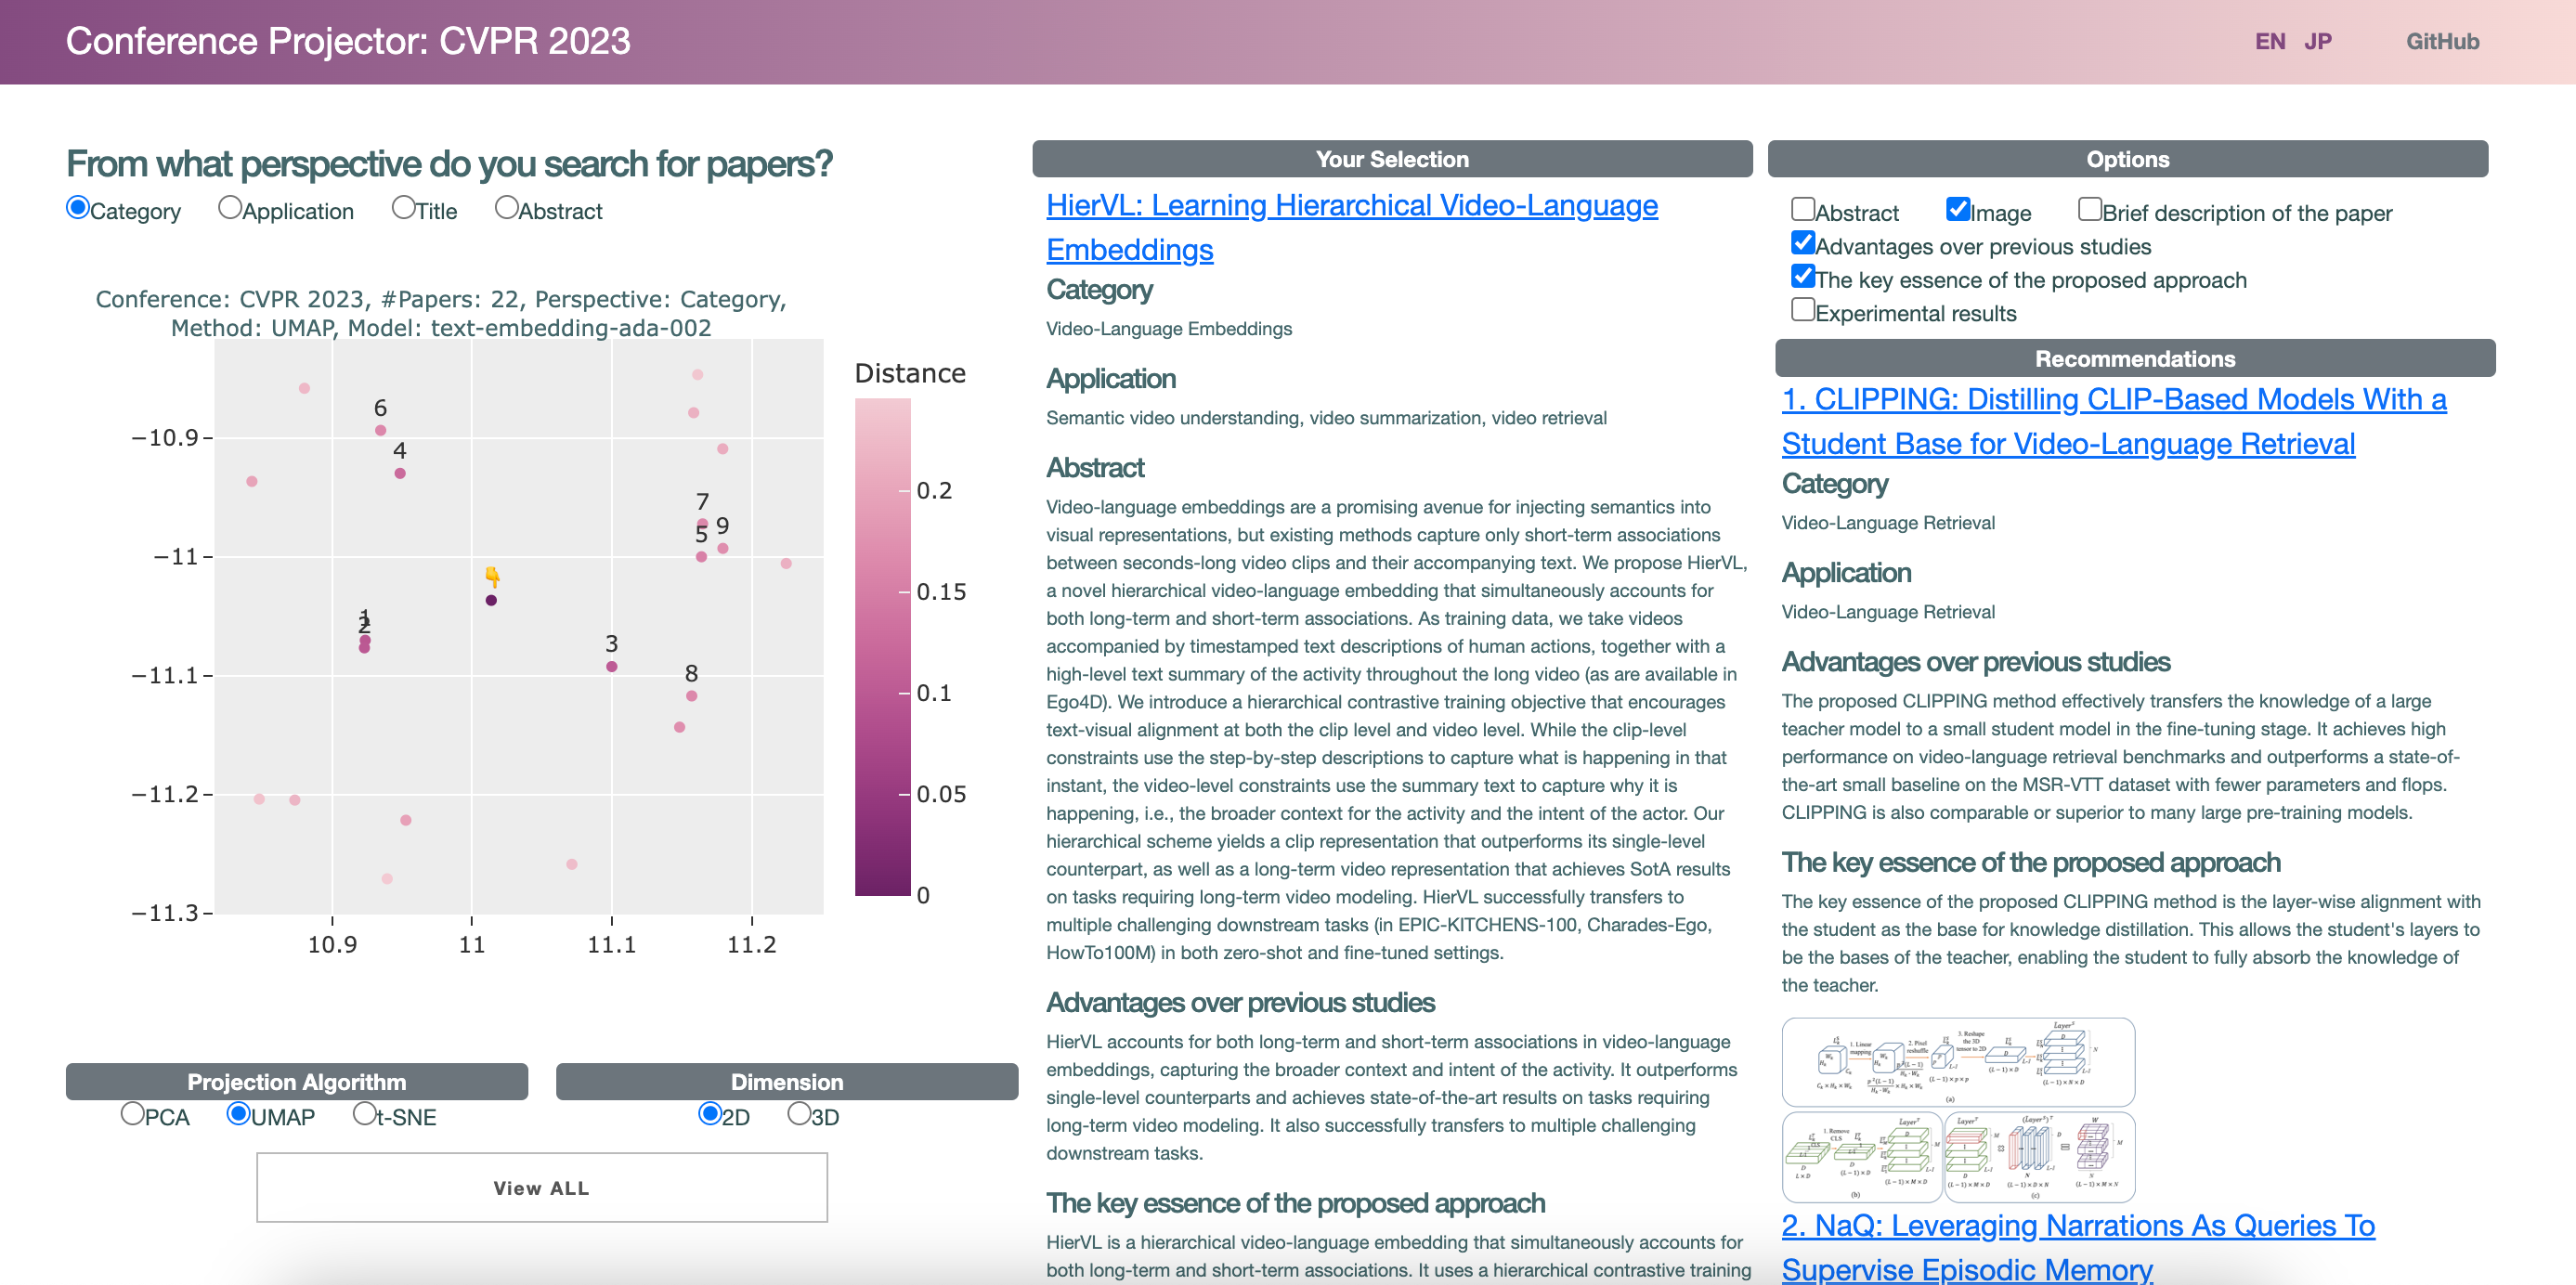 Conference Projector: CVPR 2023
EN JP GitHub
From what perspective do you search for papers?
Category Application Title Abstract
Conference: CVPR 2023, #Papers: 22, Perspective: Category,
Method: UMAP, Model: text-embedding-ada-002
Distance
0.2
0.15
0.1
0.05
0
−10.9
−11
−11.1
−11.2
−11.3
10.9 11 11.1 11.2
6
4
7
5 9
1
2
3
8
Projection Algorithm
PCA UMAP t-SNE
Dimension
2D 3D
View ALL
Your Selection
HierVL: Learning Hierarchical Video-Language
Embeddings
Category
Video-Language Embeddings
Application
Semantic video understanding, video summarization, video retrieval
Abstract
Video-language embeddings are a promising avenue for injecting semantics into
visual representations, but existing methods capture only short-term associations
between seconds-long video clips and their accompanying text. We propose HierVL,
a novel hierarchical video-language embedding that simultaneously accounts for
both long-term and short-term associations. As training data, we take videos
accompanied by timestamped text descriptions of human actions, together with a
high-level text summary of the activity throughout the long video (as are available in
Ego4D). We introduce a hierarchical contrastive training objective that encourages
text-visual alignment at both the clip level and video level. While the clip-level
constraints use the step-by-step descriptions to capture what is happening in that
instant, the video-level constraints use the summary text to capture why it is
happening, i.e., the broader context for the activity and the intent of the actor. Our
hierarchical scheme yields a clip representation that outperforms its single-level
counterpart, as well as a long-term video representation that achieves SotA results
on tasks requiring long-term video modeling. HierVL successfully transfers to
multiple challenging downstream tasks (in EPIC-KITCHENS-100, Charades-Ego,
HowTo100M) in both zero-shot and fine-tuned settings.
Advantages over previous studies
HierVL accounts for both long-term and short-term associations in video-language
embeddings, capturing the broader context and intent of the activity. It outperforms
single-level counterparts and achieves state-of-the-art results on tasks requiring
long-term video modeling. It also successfully transfers to multiple challenging
downstream tasks.
The key essence of the proposed approach
HierVL is a hierarchical video-language embedding that simultaneously accounts for
both long-term and short-term associations. It uses a hierarchical contrastive training
Options
Abstract Image Brief description of the paper
Advantages over previous studies
The key essence of the proposed approach
Experimental results
Recommendations
1. CLIPPING: Distilling CLIP-Based Models With a
Student Base for Video-Language Retrieval
Category
Video-Language Retrieval
Application
Video-Language Retrieval
Advantages over previous studies
The proposed CLIPPING method effectively transfers the knowledge of a large
teacher model to a small student model in the fine-tuning stage. It achieves high
performance on video-language retrieval benchmarks and outperforms a state-of-
the-art small baseline on the MSR-VTT dataset with fewer parameters and flops.
CLIPPING is also comparable or superior to many large pre-training models.
The key essence of the proposed approach
The key essence of the proposed CLIPPING method is the layer-wise alignment with
the student as the base for knowledge distillation. This allows the student's layers to
be the bases of the teacher, enabling the student to fully absorb the knowledge of
the teacher.
1. Linear
mapping
2. Pixel
reshuffle
3. Reshape
the 3D
tensor to 2D
(a)
1. Remove
CLS
(b)
(c)
2. NaQ: Leveraging Narrations As Queries To
Supervise Episodic Memory